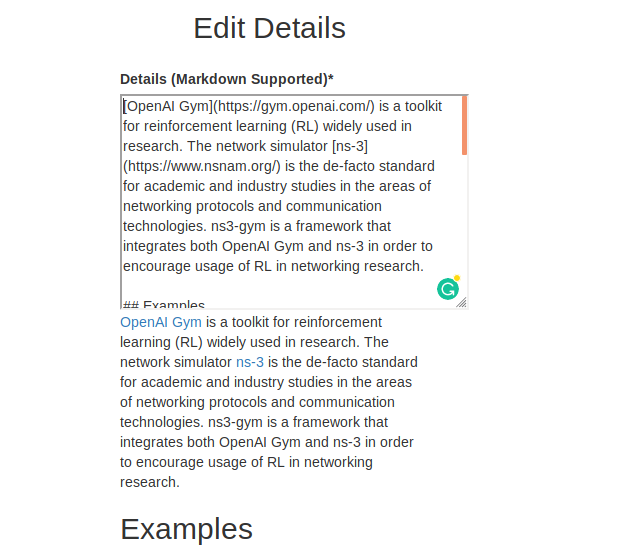 Edit Details
Details (Markdown Supported)*
[OpenAI Gym](https://gym.openai.com/) is a toolkit
for reinforcement learning (RL) widely used in
research. The network simulator [ns-3]
(https://www.nsnam.org/) is the de-facto standard
for academic and industry studies in the areas of
networking protocols and communication
technologies. ns3-gym is a framework that
integrates both OpenAI Gym and ns-3 in order to
encourage usage of RL in networking research.
## Examples
OpenAI Gym is a toolkit for reinforcement
learning (RL) widely used in research. The
network simulator ns-3 is the de-facto standard
for academic and industry studies in the areas
of networking protocols and communication
technologies. ns3-gym is a framework that
integrates both OpenAI Gym and ns-3 in order
to encourage usage of RL in networking
research.
Examples